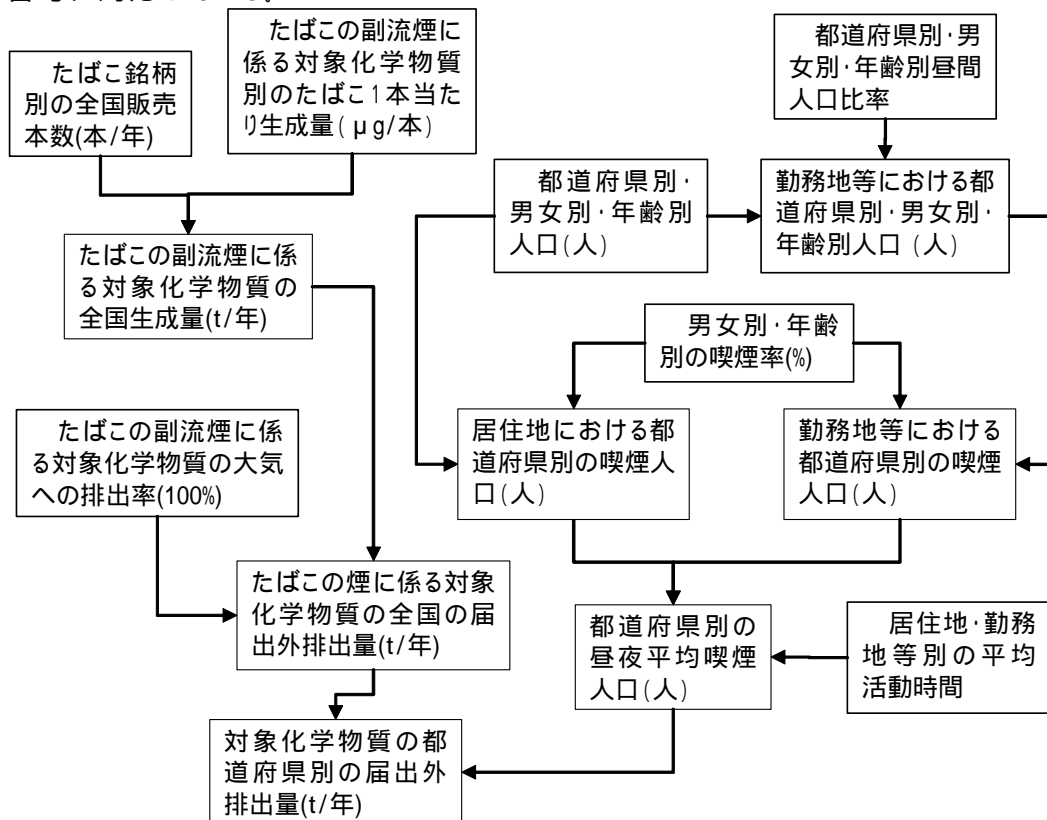 たばこ銘柄
別の全国販売
本数(本/年)
たばこの副流煙に
係る対象化学物質
別のたばこ1本当た
り生成量(μg/本)
都道府県別・男
女別・年齢別昼間
人口比率
都道府県別・
男女別・年齢別
人口(人)
勤務地等における都
道府県別・男女別・
年齢別人口(人)
たばこの副流煙に係
る対象化学物質の
全国生成量(t/年)
男女別・年齢
別の喫煙率(%)
たばこの副流煙に係
る対象化学物質の大気
への排出率(100%)
居住地における都
道府県別の喫煙人
口(人)
勤務地等における
都道府県別の喫煙
人口(人)
たばこの煙に係る対象
化学物質の全国の届
出外排出量(t/年)
都道府県別の
昼夜平均喫煙
人口(人)
居住地・勤務
地等別の平均
活動時間
対象化学物質の都
道府県別の届出外
排出量(t/年)